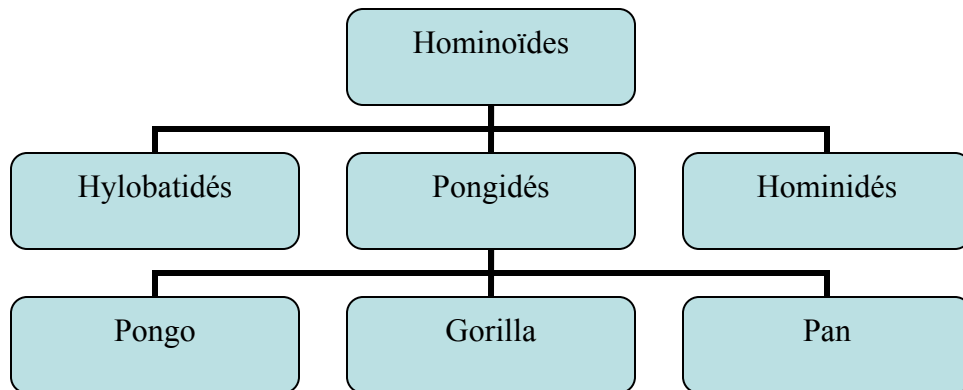 Hominoïdes
Hylobatidés
Pongidés
Hominidés
Pongo
Gorilla
Pan